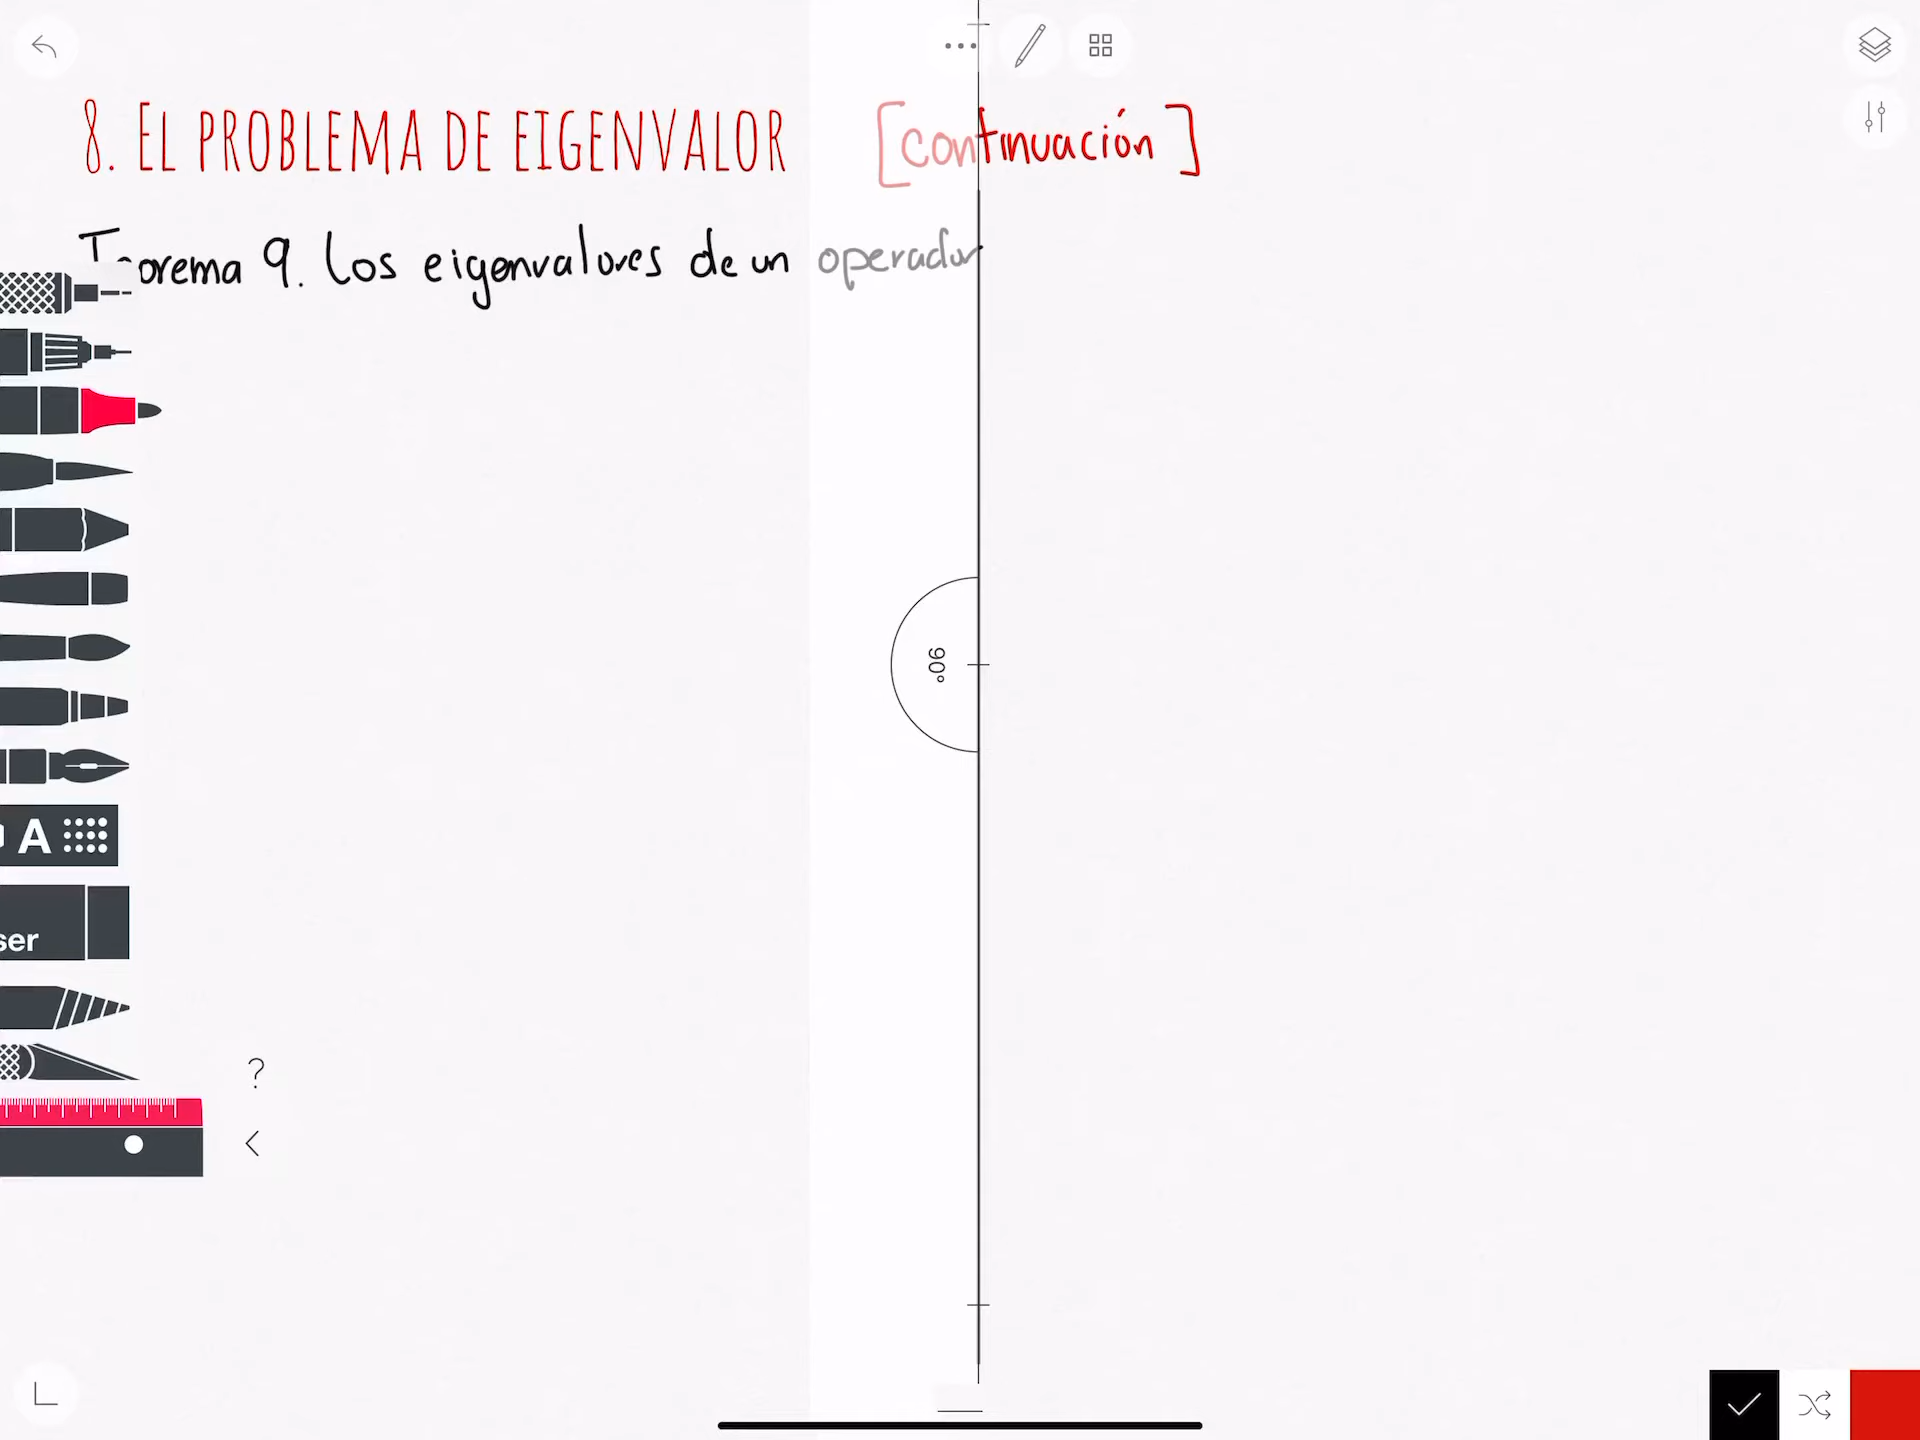 8. EL PROBLEMA DE EIGENVALOR [continuación]
Teorema 9. Los eigenvalores de un operador
90°
A
ser
?